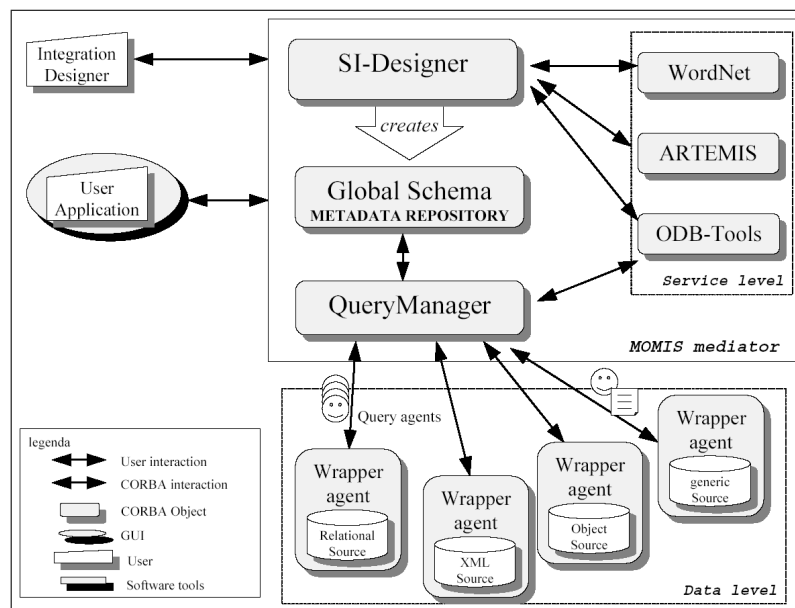 Integration
Designer
SI-Designer
WordNet
creates
ARTEMIS
User
Application
Global Schema
METADATA REPOSITORY
ODB-Tools
Service level
QueryManager
MOMIS mediator
Query agents
Wrapper
agent
Relational
Source
Wrapper
agent
XML
Source
Wrapper
agent
Object
Source
Wrapper
agent
generic
Source
Data level
legenda
User interaction
CORBA interaction
CORBA Object
GUI
User
Software tools